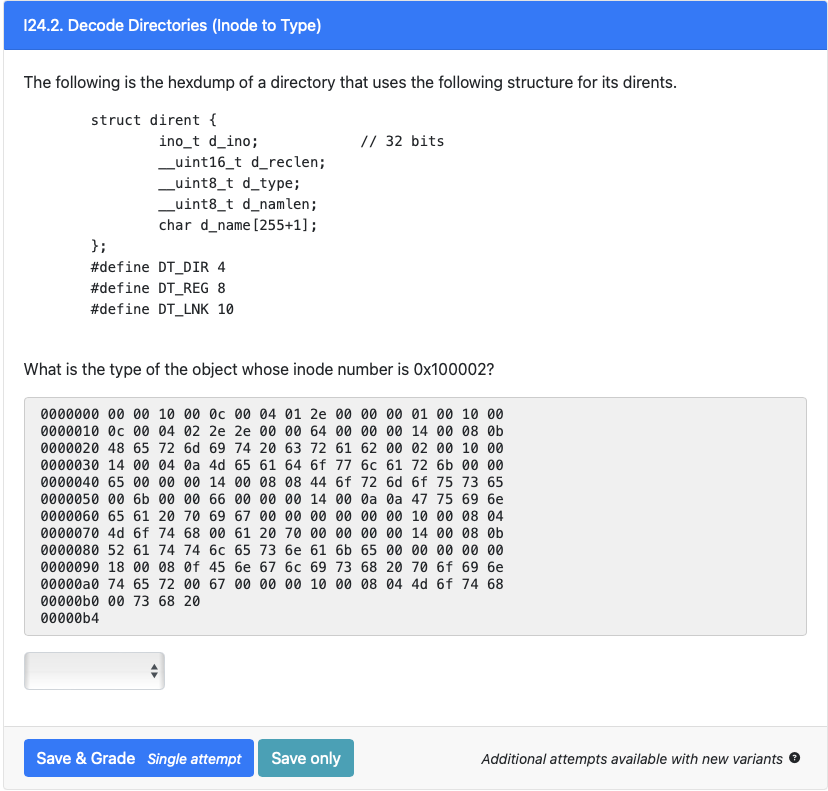 I24.2. Decode Directories (Inode to Type)
The following is the hexdump of a directory that uses the following structure for its dirents.
struct dirent {
ino_t d_ino; // 32 bits
__uint16_t d_reclen;
__uint8_t d_type;
__uint8_t d_namlen;
char d_name[255+1];
};
#define DT_DIR 4
#define DT_REG 8
#define DT_LNK 10
What is the type of the object whose inode number is 0x100002?
0000000 00 00 10 00 0c 00 04 01 2e 00 00 00 01 00 10 00
0000010 0c 00 04 02 2e 2e 00 00 64 00 00 00 14 00 08 0b
0000020 48 65 72 6d 69 74 20 63 72 61 62 00 02 00 10 00
0000030 14 00 04 0a 4d 65 61 64 6f 77 6c 61 72 6b 00 00
0000040 65 00 00 00 14 00 08 08 44 6f 72 6d 6f 75 73 65
0000050 00 6b 00 00 66 00 00 00 14 00 0a 0a 47 75 69 6e
0000060 65 61 20 70 69 67 00 00 00 00 00 00 10 00 08 04
0000070 4d 6f 74 68 00 61 20 70 00 00 00 00 14 00 08 0b
0000080 52 61 74 74 6c 65 73 6e 61 6b 65 00 00 00 00 00
0000090 18 00 08 0f 45 6e 67 6c 69 73 68 20 70 6f 69 6e
00000a0 74 65 72 00 67 00 00 00 10 00 08 04 4d 6f 74 68
00000b0 00 73 68 20
00000b4
Save & Grade Single attempt Save only Additional attempts available with new variants ?